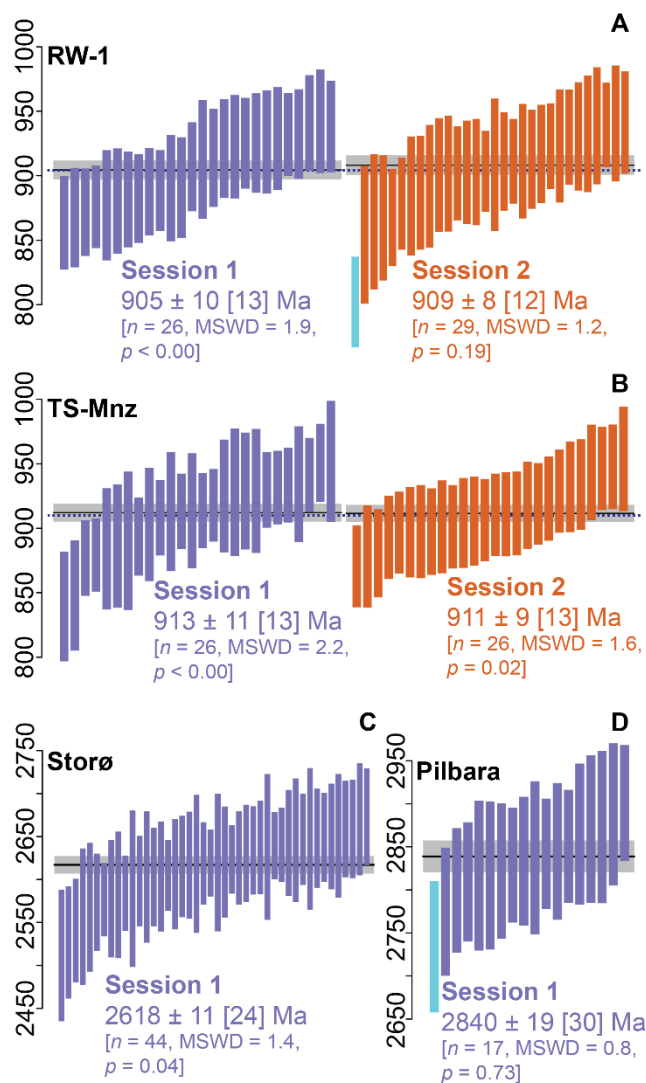 A
RW-1
1000
950
900
850
800
Session 1
905 ± 10 [13] Ma
[n = 26, MSWD = 1.9,
p < 0.00]
Session 2
909 ± 8 [12] Ma
[n = 29, MSWD = 1.2,
p = 0.19]
B
TS-Mnz
1000
950
900
850
800
Session 1
913 ± 11 [13] Ma
[n = 26, MSWD = 2.2,
p < 0.00]
Session 2
911 ± 9 [13] Ma
[n = 26, MSWD = 1.6,
p = 0.02]
C
Storø
2750
2650
2550
2450
Session 1
2618 ± 11 [24] Ma
[n = 44, MSWD = 1.4,
p = 0.04]
D
Pilbara
2950
2850
2750
2650
Session 1
2840 ± 19 [30] Ma
[n = 17, MSWD = 0.8,
p = 0.73]